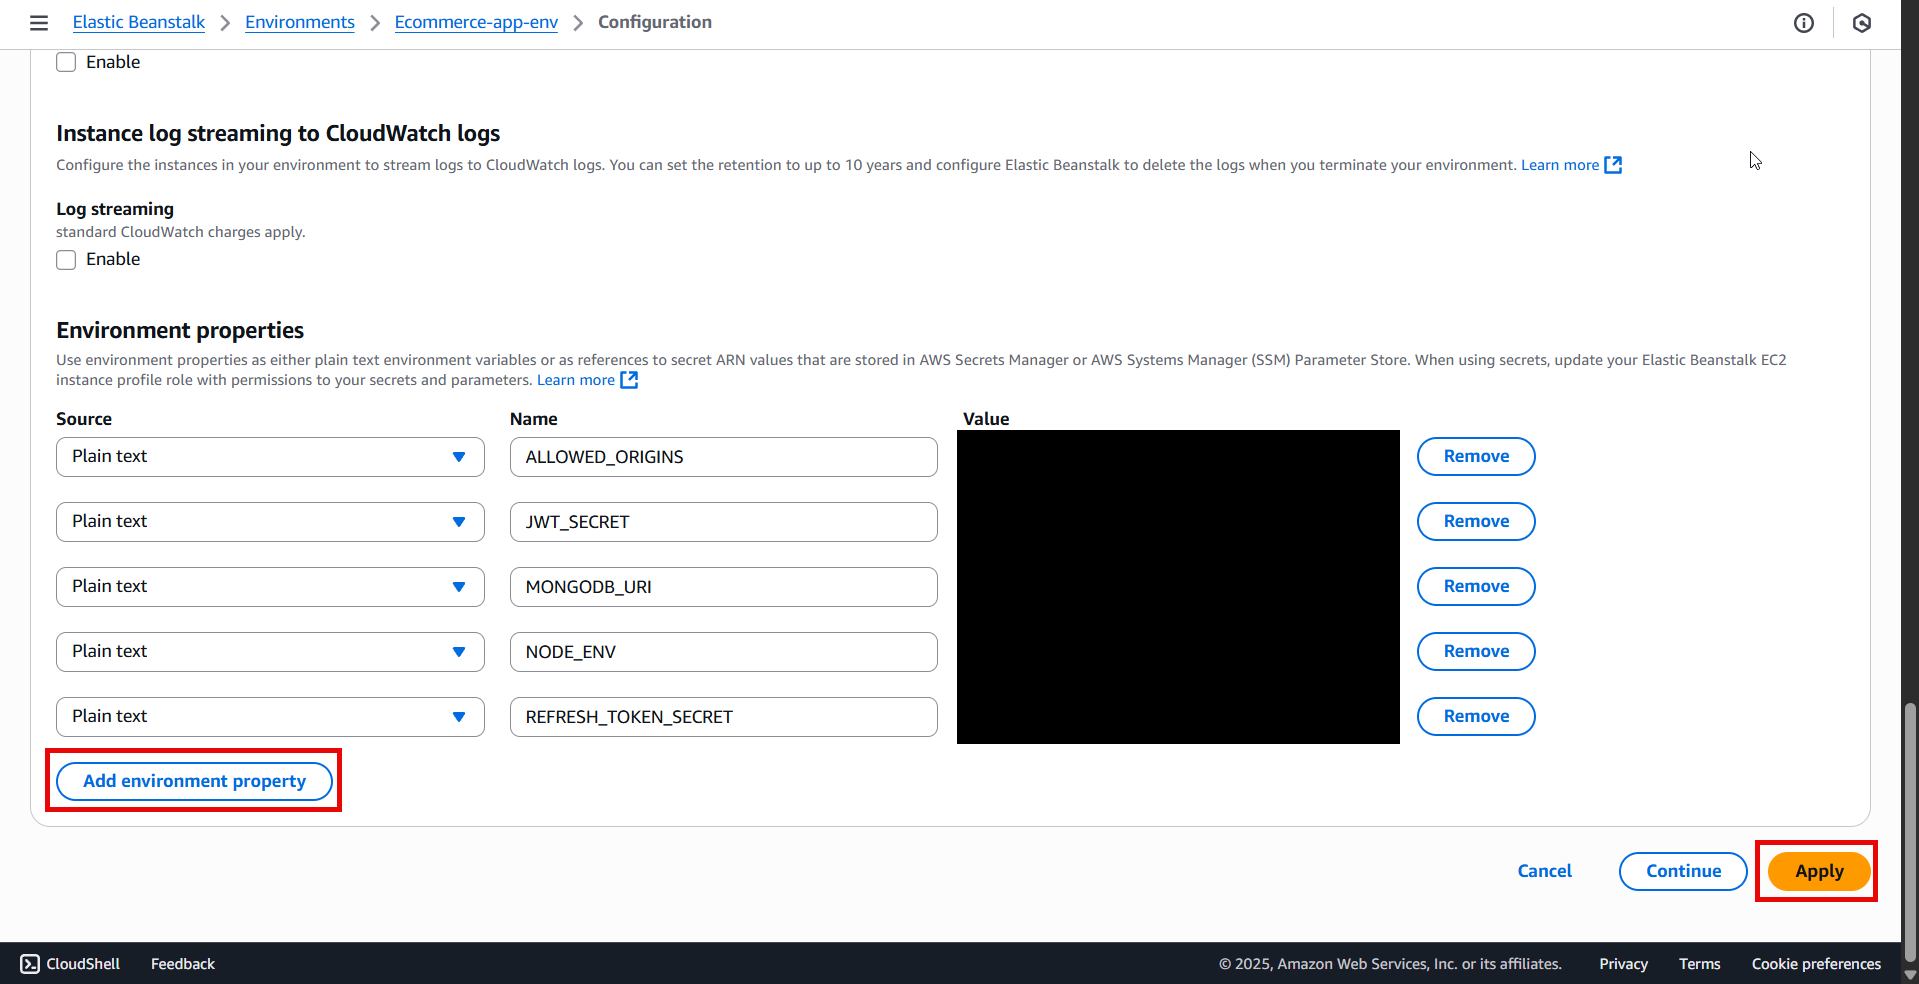 Elastic Beanstalk > Environments > Ecommerce-app-env > Configuration
Enable
Instance log streaming to CloudWatch logs
Configure the instances in your environment to stream logs to CloudWatch logs. You can set the retention to up to 10 years and configure Elastic Beanstalk to delete the logs when you terminate your environment. Learn more
Log streaming
standard CloudWatch charges apply.
Enable
Environment properties
Use environment properties as either plain text environment variables or as references to secret ARN values that are stored in AWS Secrets Manager or AWS Systems Manager (SSM) Parameter Store. When using secrets, update your Elastic Beanstalk EC2
instance profile role with permissions to your secrets and parameters. Learn more
Source Name Value
Plain text ALLOWED_ORIGINS Remove
Plain text JWT_SECRET Remove
Plain text MONGODB_URI Remove
Plain text NODE_ENV Remove
Plain text REFRESH_TOKEN_SECRET Remove
Add environment property
Cancel Continue Apply
CloudShell Feedback © 2025, Amazon Web Services, Inc. or its affiliates. Privacy Terms Cookie preferences